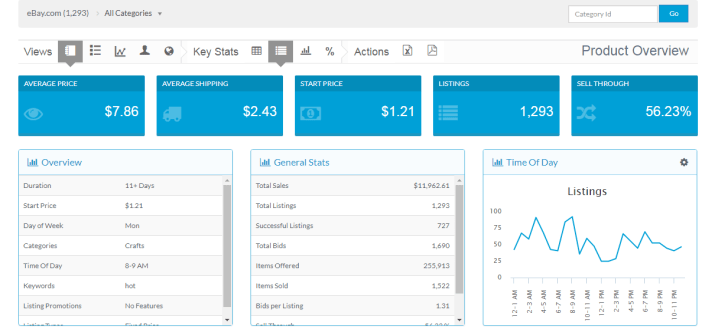 eBay.com (1,293) > All Categories
Category Id Go
Views Key Stats % Actions Product Overview
AVERAGE PRICE AVERAGE SHIPPING START PRICE LISTINGS SELL THROUGH
$7.86 $2.43 $1.21 1,293 56.23%
Overview
Duration 11+ Days
Start Price $1.21
Day of Week Mon
Categories Crafts
Time Of Day 8-9 AM
Keywords hot
Listing Promotions No Features
General Stats
Total Sales $11,962.61
Total Listings 1,293
Successful Listings 727
Total Bids 1,690
Items Offered 255,913
Items Sold 1,522
Bids per Listing 1.31
Time Of Day
Listings
100
75
50
25
0
12-1 AM
2-3 AM
4-5 AM
6-7 AM
8-9 AM
10-11 AM
12-1 PM
2-3 PM
4-5 PM
6-7 PM
8-9 PM
10-11 PM